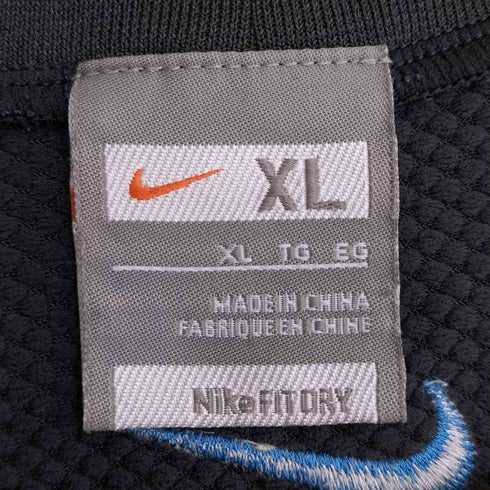 XL
XL TG EG
MADE IN CHINA
FABRIQUE EN CHINE
Nike FIT DRY